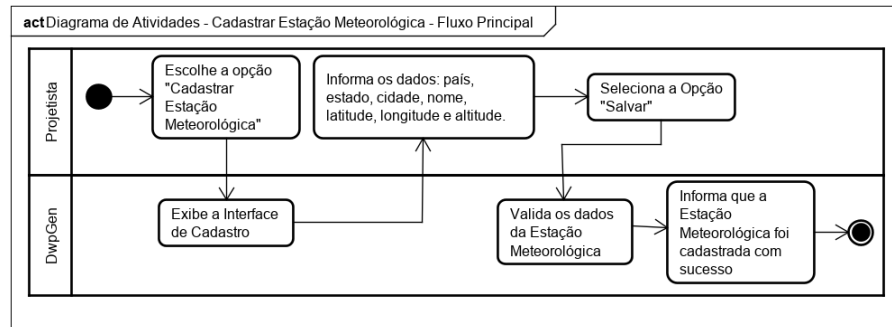 act Diagrama de Atividades - Cadastrar Estação Meteorológica - Fluxo Principal
Projetista
Escolhe a opção
"Cadastrar
Estação
Meteorológica"
Informa os dados: país,
estado, cidade, nome,
latitude, longitude e altitude.
Seleciona a Opção
"Salvar"
DwpGen
Exibe a Interface
de Cadastro
Valida os dados
da Estação
Meteorológica
Informa que a
Estação
Meteorológica foi
cadastrada com
sucesso